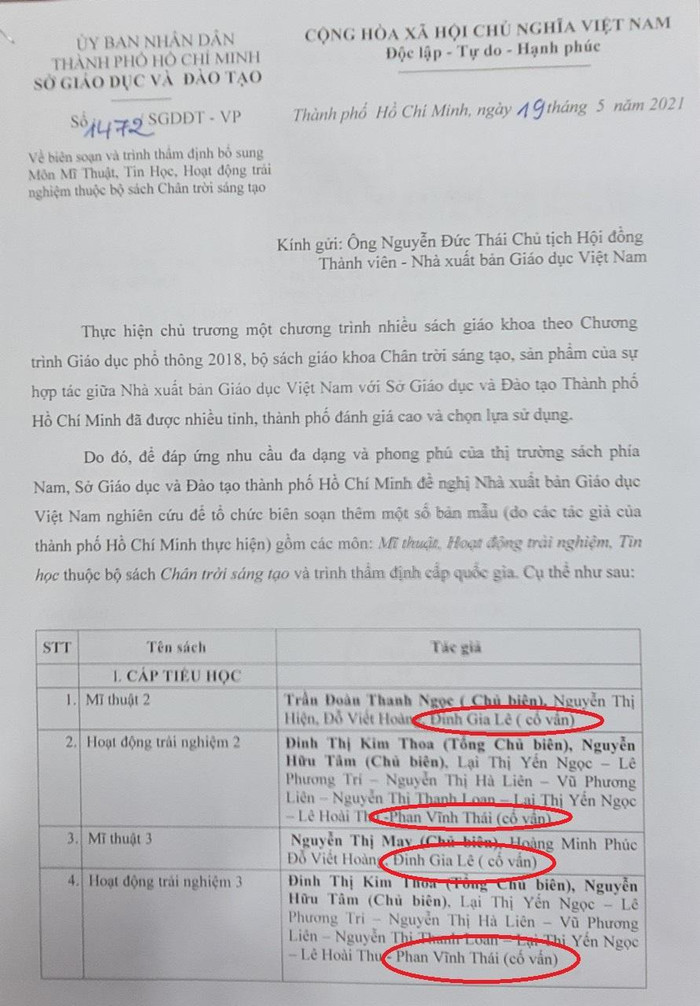 ỦY BAN NHÂN DÂN
THÀNH PHỐ HỒ CHÍ MINH
SỞ GIÁO DỤC VÀ ĐÀO TẠO
CỘNG HÒA XÃ HỘI CHỦ NGHĨA VIỆT NAM
Độc lập - Tự do - Hạnh phúc
Số 1472 SGDĐT - VP
Thành phố Hồ Chí Minh, ngày 19 tháng 5 năm 2021
Về biên soạn và trình thẩm định bổ sung
Môn Mĩ Thuật, Tin Học, Hoạt động trải
nghiệm thuộc bộ sách Chân trời sáng tạo
Kính gửi: Ông Nguyễn Đức Thái Chủ tịch Hội đồng
Thành viên - Nhà xuất bản Giáo dục Việt Nam
Thực hiện chủ trương một chương trình nhiều sách giáo khoa theo Chương
trình Giáo dục phổ thông 2018, bộ sách giáo khoa Chân trời sáng tạo, sản phẩm của sự
hợp tác giữa Nhà xuất bản Giáo dục Việt Nam với Sở Giáo dục và Đào tạo Thành phố
Hồ Chí Minh đã được nhiều tỉnh, thành phố đánh giá cao và chọn lựa sử dụng.
Do đó, để đáp ứng nhu cầu đa dạng và phong phú của thị trường sách phía
Nam, Sở Giáo dục và Đào tạo thành phố Hồ Chí Minh đề nghị Nhà xuất bản Giáo dục
Việt Nam nghiên cứu để tổ chức biên soạn thêm một số bản mẫu (do các tác giả của
thành phố Hồ Chí Minh thực hiện) gồm các môn: Mĩ thuật, Hoạt động trải nghiệm, Tin
học thuộc bộ sách Chân trời sáng tạo và trình thẩm định cấp quốc gia. Cụ thể như sau:
STT Tên sách Tác giả
I. CẤP TIỂU HỌC
1. Mĩ thuật 2 Trần Đoàn Thanh Ngọc ( Chủ biên), Nguyễn Thị
Hiện, Đỗ Viết Hoàng, Đinh Gia Lê ( cố vấn)
2. Hoạt động trải nghiệm 2 Đinh Thị Kim Thoa (Tổng Chủ biên), Nguyễn
Hữu Tâm (Chủ biên), Lại Thị Yến Ngọc – Lê
Phương Trí – Nguyễn Thị Hà Liên – Vũ Phương
Liên – Nguyễn Thị Thanh Loan – Lại Thị Yến Ngọc
– Lê Hoài Thu -Phan Vĩnh Thái (cố vấn)
3. Mĩ thuật 3 Nguyễn Thị May (Chủ biên), Hoàng Minh Phúc
Đỗ Viết Hoàng, Đinh Gia Lê ( cố vấn)
4. Hoạt động trải nghiệm 3 Đinh Thị Kim Thoa (Tổng Chủ biên), Nguyễn
Hữu Tâm (Chủ biên), Lại Thị Yến Ngọc – Lê
Phương Trí – Nguyễn Thị Hà Liên – Vũ Phương
Liên – Nguyễn Thị Thanh Loan – Lại Thị Yến Ngọc
– Lê Hoài Thu - Phan Vĩnh Thái (cố vấn)